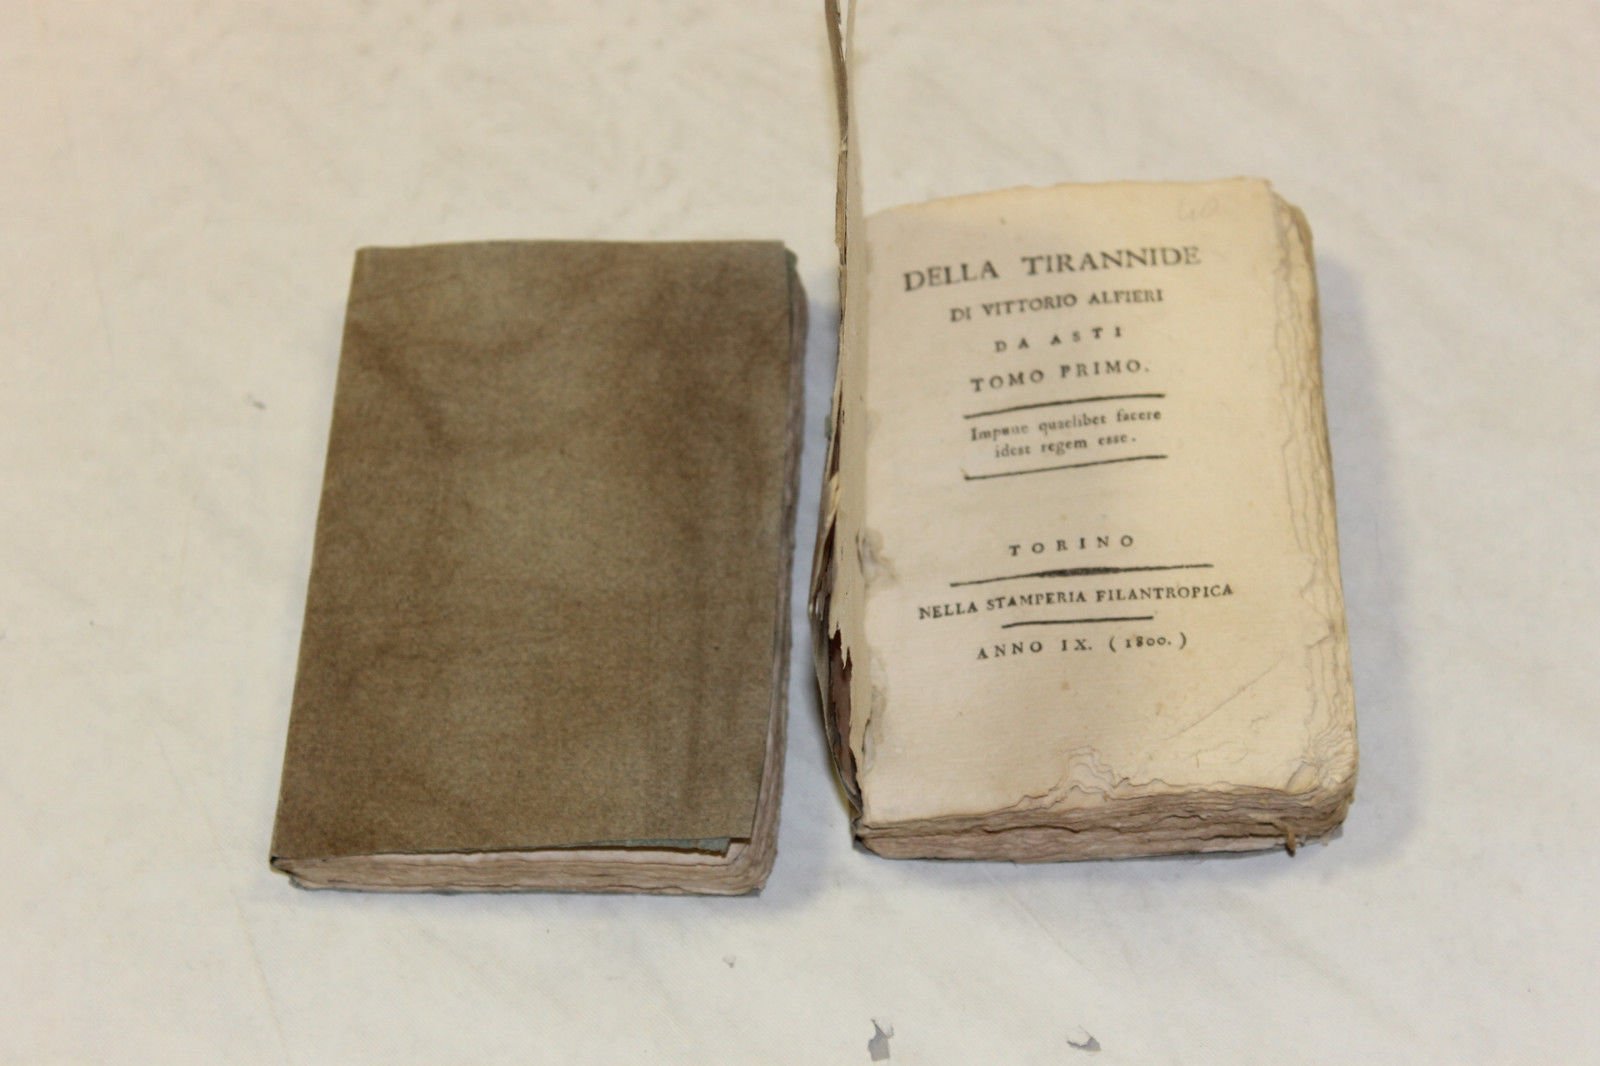 DELLA TIRANNIDE
DI VITTORIO ALFIERI
DA ASTI
TOMO PRIMO.
Impune quaelibet facere
idest regem esse.
TORINO
NELLA STAMPERIA FILANTROPICA
ANNO IX. (1800.)